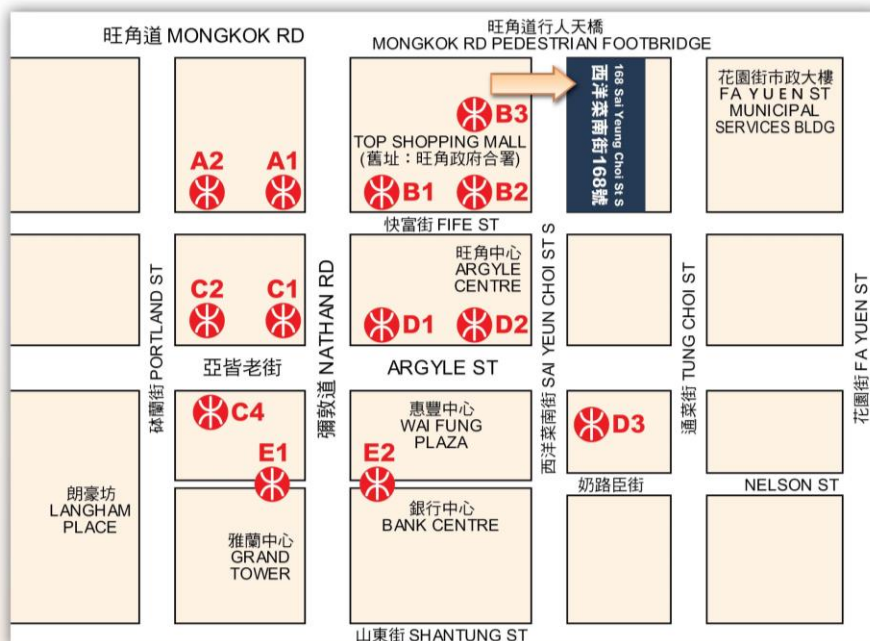 旺角道 MONGKOK RD
旺角道行人天橋
MONGKOK RD PEDESTRIAN FOOTBRIDGE
A2
A1
B3
TOP SHOPPING MALL
(舊址：旺角政府合署)
B1
B2
168 Sai Yeung Choi St S
西洋菜南街168號
花園街市政大樓
FA YUEN ST
MUNICIPAL
SERVICES BLDG
快富街 FIFE ST
C2
C1
旺角中心
ARGYLE
CENTRE
D1
D2
砵蘭街 PORTLAND ST
彌敦道 NATHAN RD
西洋菜南街 SAI YEUN CHOI ST S
通菜街 TUNG CHOI ST
花園街 FA YUEN ST
亞皆老街
ARGYLE ST
C4
E1
惠豐中心
WAI FUNG
PLAZA
E2
D3
朗豪坊
LANGHAM
PLACE
雅蘭中心
GRAND
TOWER
銀行中心
BANK CENTRE
奶路臣街
NELSON ST
山東街 SHANTUNG ST